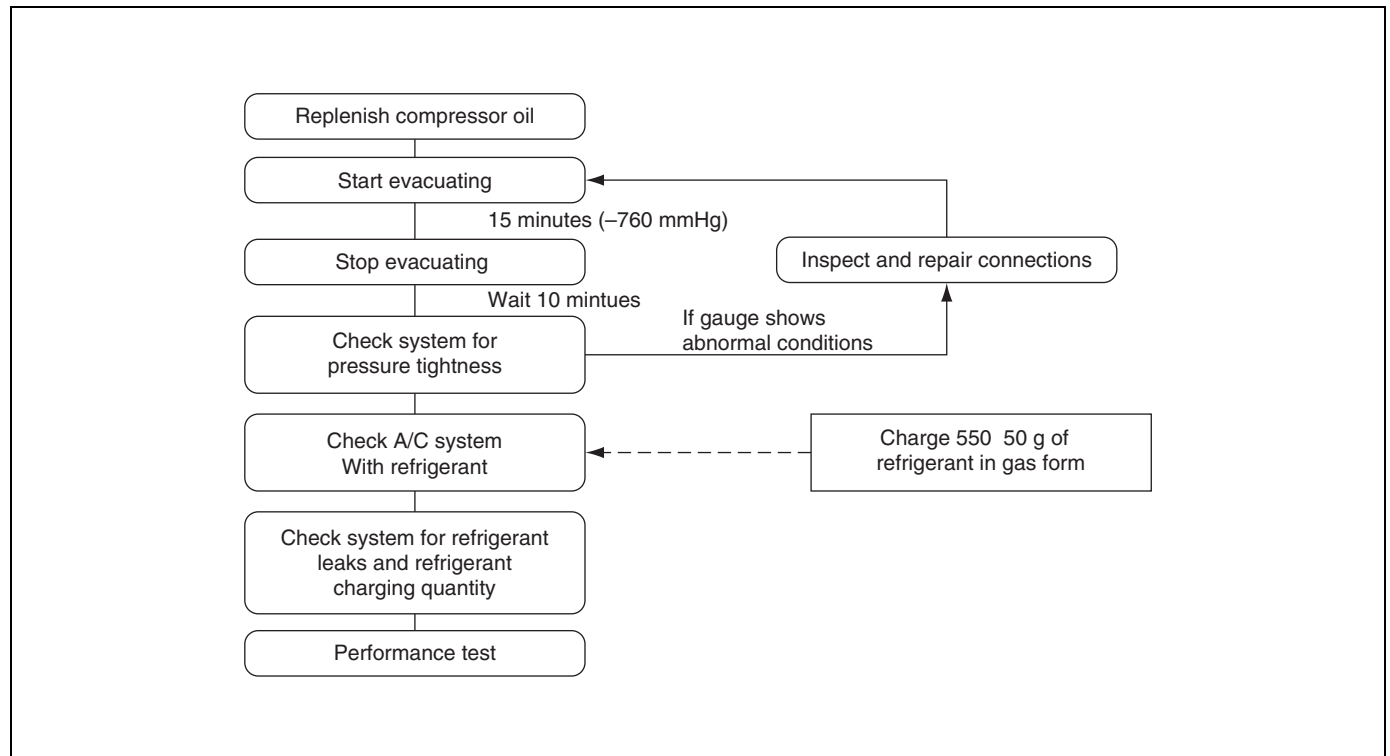 Replenish compressor oil
Start evacuating
15 minutes (–760 mmHg)
Stop evacuating
Inspect and repair connections
Wait 10 mintues
If gauge shows
abnormal conditions
Check system for
pressure tightness
Check A/C system
With refrigerant
Charge 550 50 g of
refrigerant in gas form
Check system for refrigerant
leaks and refrigerant
charging quantity
Performance test